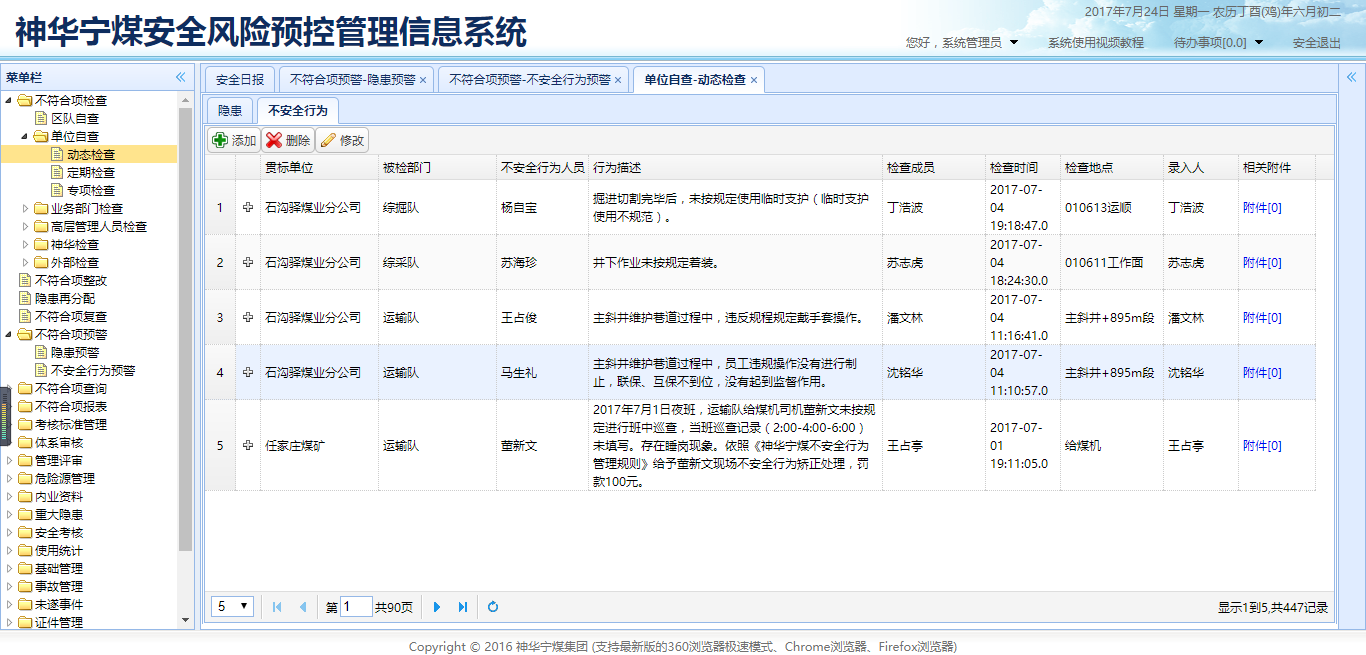 神华宁煤安全风险预控管理信息系统
2017年7月24日 星期一 农历丁酉(鸡)年六月初二
您好，系统管理员 系统使用视频教程 待办事项[0.0] 安全退出
菜单栏
不符合项检查
区队自查
单位自查
动态检查
定期检查
专项检查
业务部门检查
高层管理人员检查
神华检查
外部检查
不符合项整改
隐患再分配
不符合项复查
不符合项预警
隐患预警
不安全行为预警
不符合项查询
不符合项报表
考核标准管理
体系审核
管理评审
危险源管理
内业资料
重大隐患
安全考核
使用统计
基础管理
事故管理
未遂事件
证件管理
安全日报 不符合项预警-隐患预警 不符合项预警-不安全行为预警 单位自查-动态检查
隐患 不安全行为
添加 删除 修改
贯标单位 被检部门 不安全行为人员 行为描述 检查成员 检查时间 检查地点 录入人 相关附件
1 石沟驿煤业分公司 综掘队 杨自宝 掘进切割完毕后，未按规定使用临时支护（临时支护
使用不规范）。 丁浩波 2017-07-
04
19:18:47.0 010613运顺 丁浩波 附件[0]
2 石沟驿煤业分公司 综采队 苏海珍 井下作业未按规定着装。 苏志虎 2017-07-
04
18:24:30.0 010611工作面 苏志虎 附件[0]
3 石沟驿煤业分公司 运输队 王占俊 主斜井维护巷道过程中，违反规程规定戴手套操作。 潘文林 2017-07-
04
11:16:41.0 主斜井+895m段 潘文林 附件[0]
4 石沟驿煤业分公司 运输队 马生礼 主斜井维护巷道过程中，员工违规操作没有进行制
止，联保、互保不到位，没有起到监督作用。 沈铭华 2017-07-
04
11:10:57.0 主斜井+895m段 沈铭华 附件[0]
5 任家庄煤矿 运输队 董新文 2017年7月1日夜班，运输队给煤机司机董新文未按规
定进行班中巡查，当班巡查记录（2:00-4:00-6:00）
未填写。存在睡岗现象。依照《神华宁煤不安全行为
管理规则》给予董新文现场不安全行为矫正处理，罚
款100元。 王占亭 2017-07-
01
19:11:05.0 给煤机 王占亭 附件[0]
5 第 1 共90页 显示1到5,共447记录
Copyright © 2016 神华宁煤集团 (支持最新版的360浏览器极速模式、Chrome浏览器、Firefox浏览器)